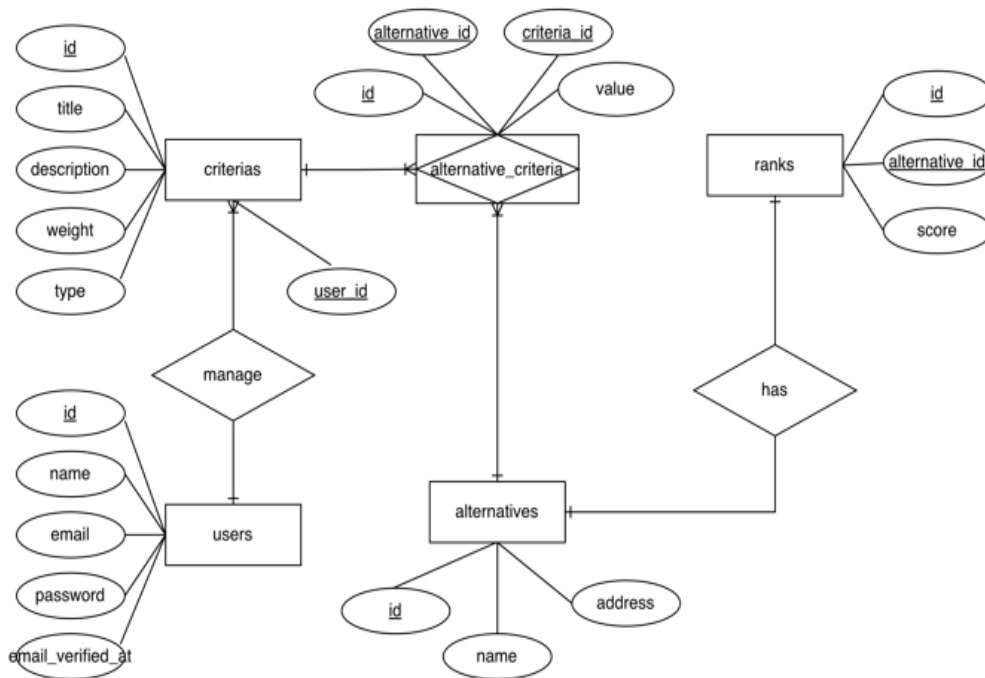 alternative_id
criteria_id
id
id
value
id
title
description
weight
type
criterias
alternative_criteria
ranks
alternative_id
score
user_id
manage
has
id
name
email
password
email_verified_at
users
alternatives
id
address
name